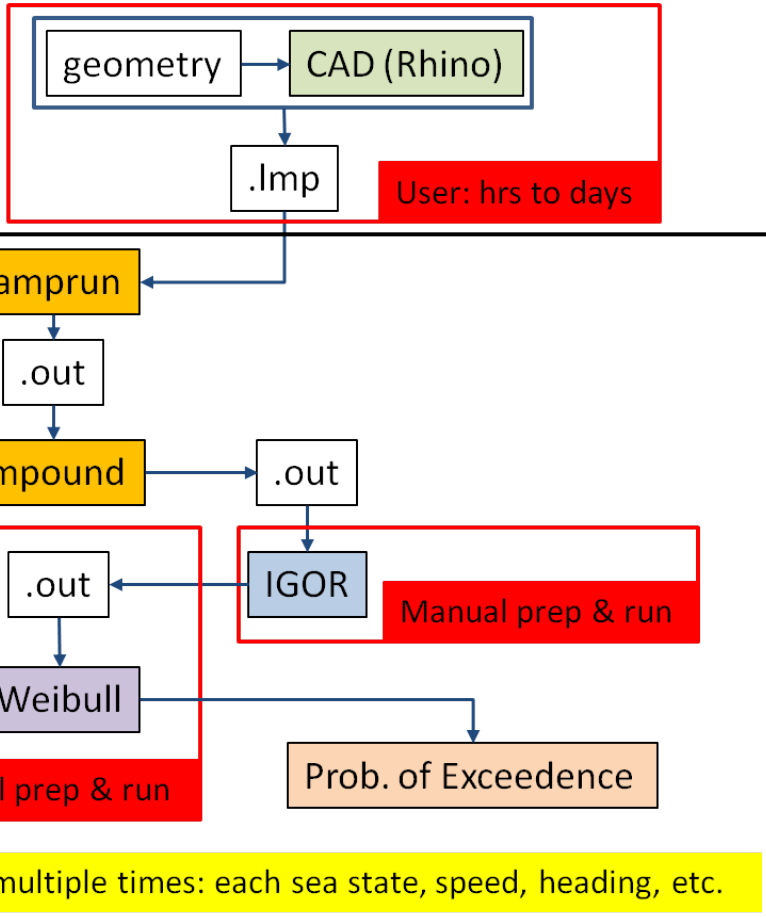 geometry
CAD (Rhino)
.lmp
User: hrs to days
amprun
.out
mpound
.out
.out
IGOR
Manual prep & run
Weibull
Prob. of Exceedence
l prep & run
multiple times: each sea state, speed, heading, etc.